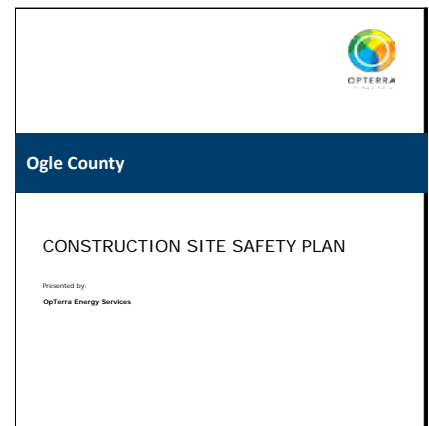 OPTERRA
Ogle County
CONSTRUCTION SITE SAFETY PLAN
Presented by:
OpTerra Energy Services